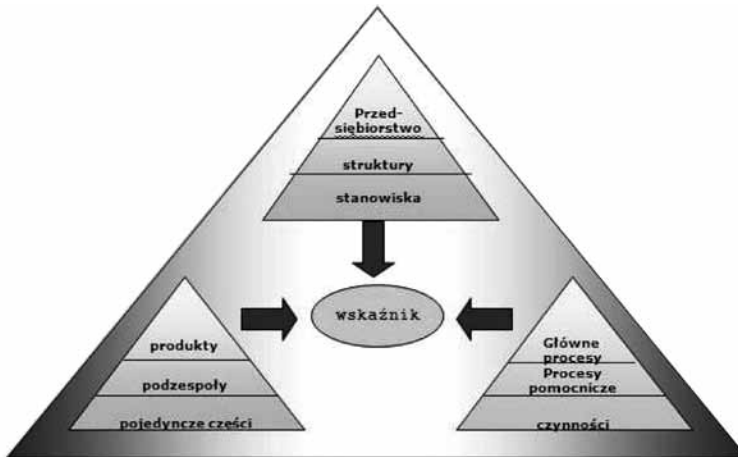 Przed-
siębiorstwo
struktury
stanowiska
wskaźnik
produkty
podzespoły
pojedyncze części
Główne
procesy
Procesy
pomocnicze
czynności